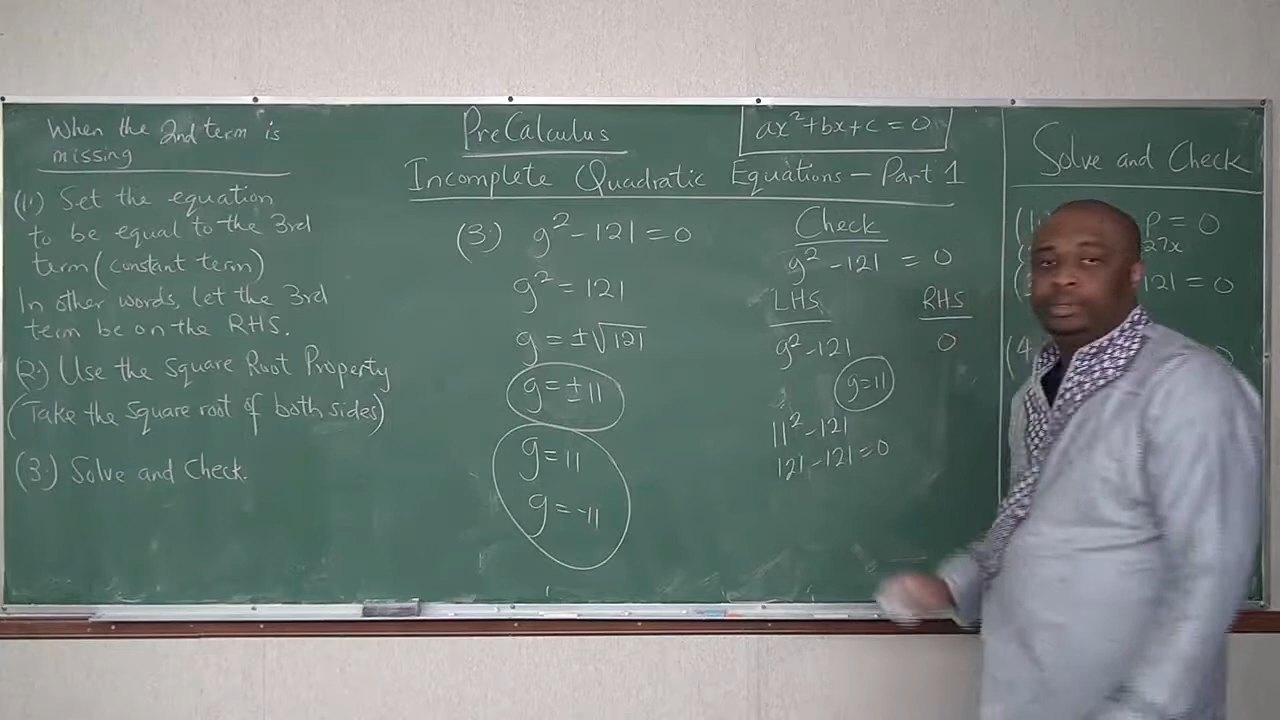 When the 2nd term is
missing
(1.) Set the equation
to be equal to the 3rd
term (constant term)
In other words, let the 3rd
term be on the RHS.
(2.) Use the Square Root Property
(Take the square root of both sides)
(3.) Solve and Check.
PreCalculus
ax²+bx+c=0
Incomplete Quadratic Equations – Part 1
(3.) g²-121=0
g²=121
g=±√121
g=±11
g=11
g=-11
Check
g²-121 = 0
LHS RHS
g²-121 0
g=11
11²-121
121-121=0
Solve and Check
(1 P = 0
27x
121 = 0
(4